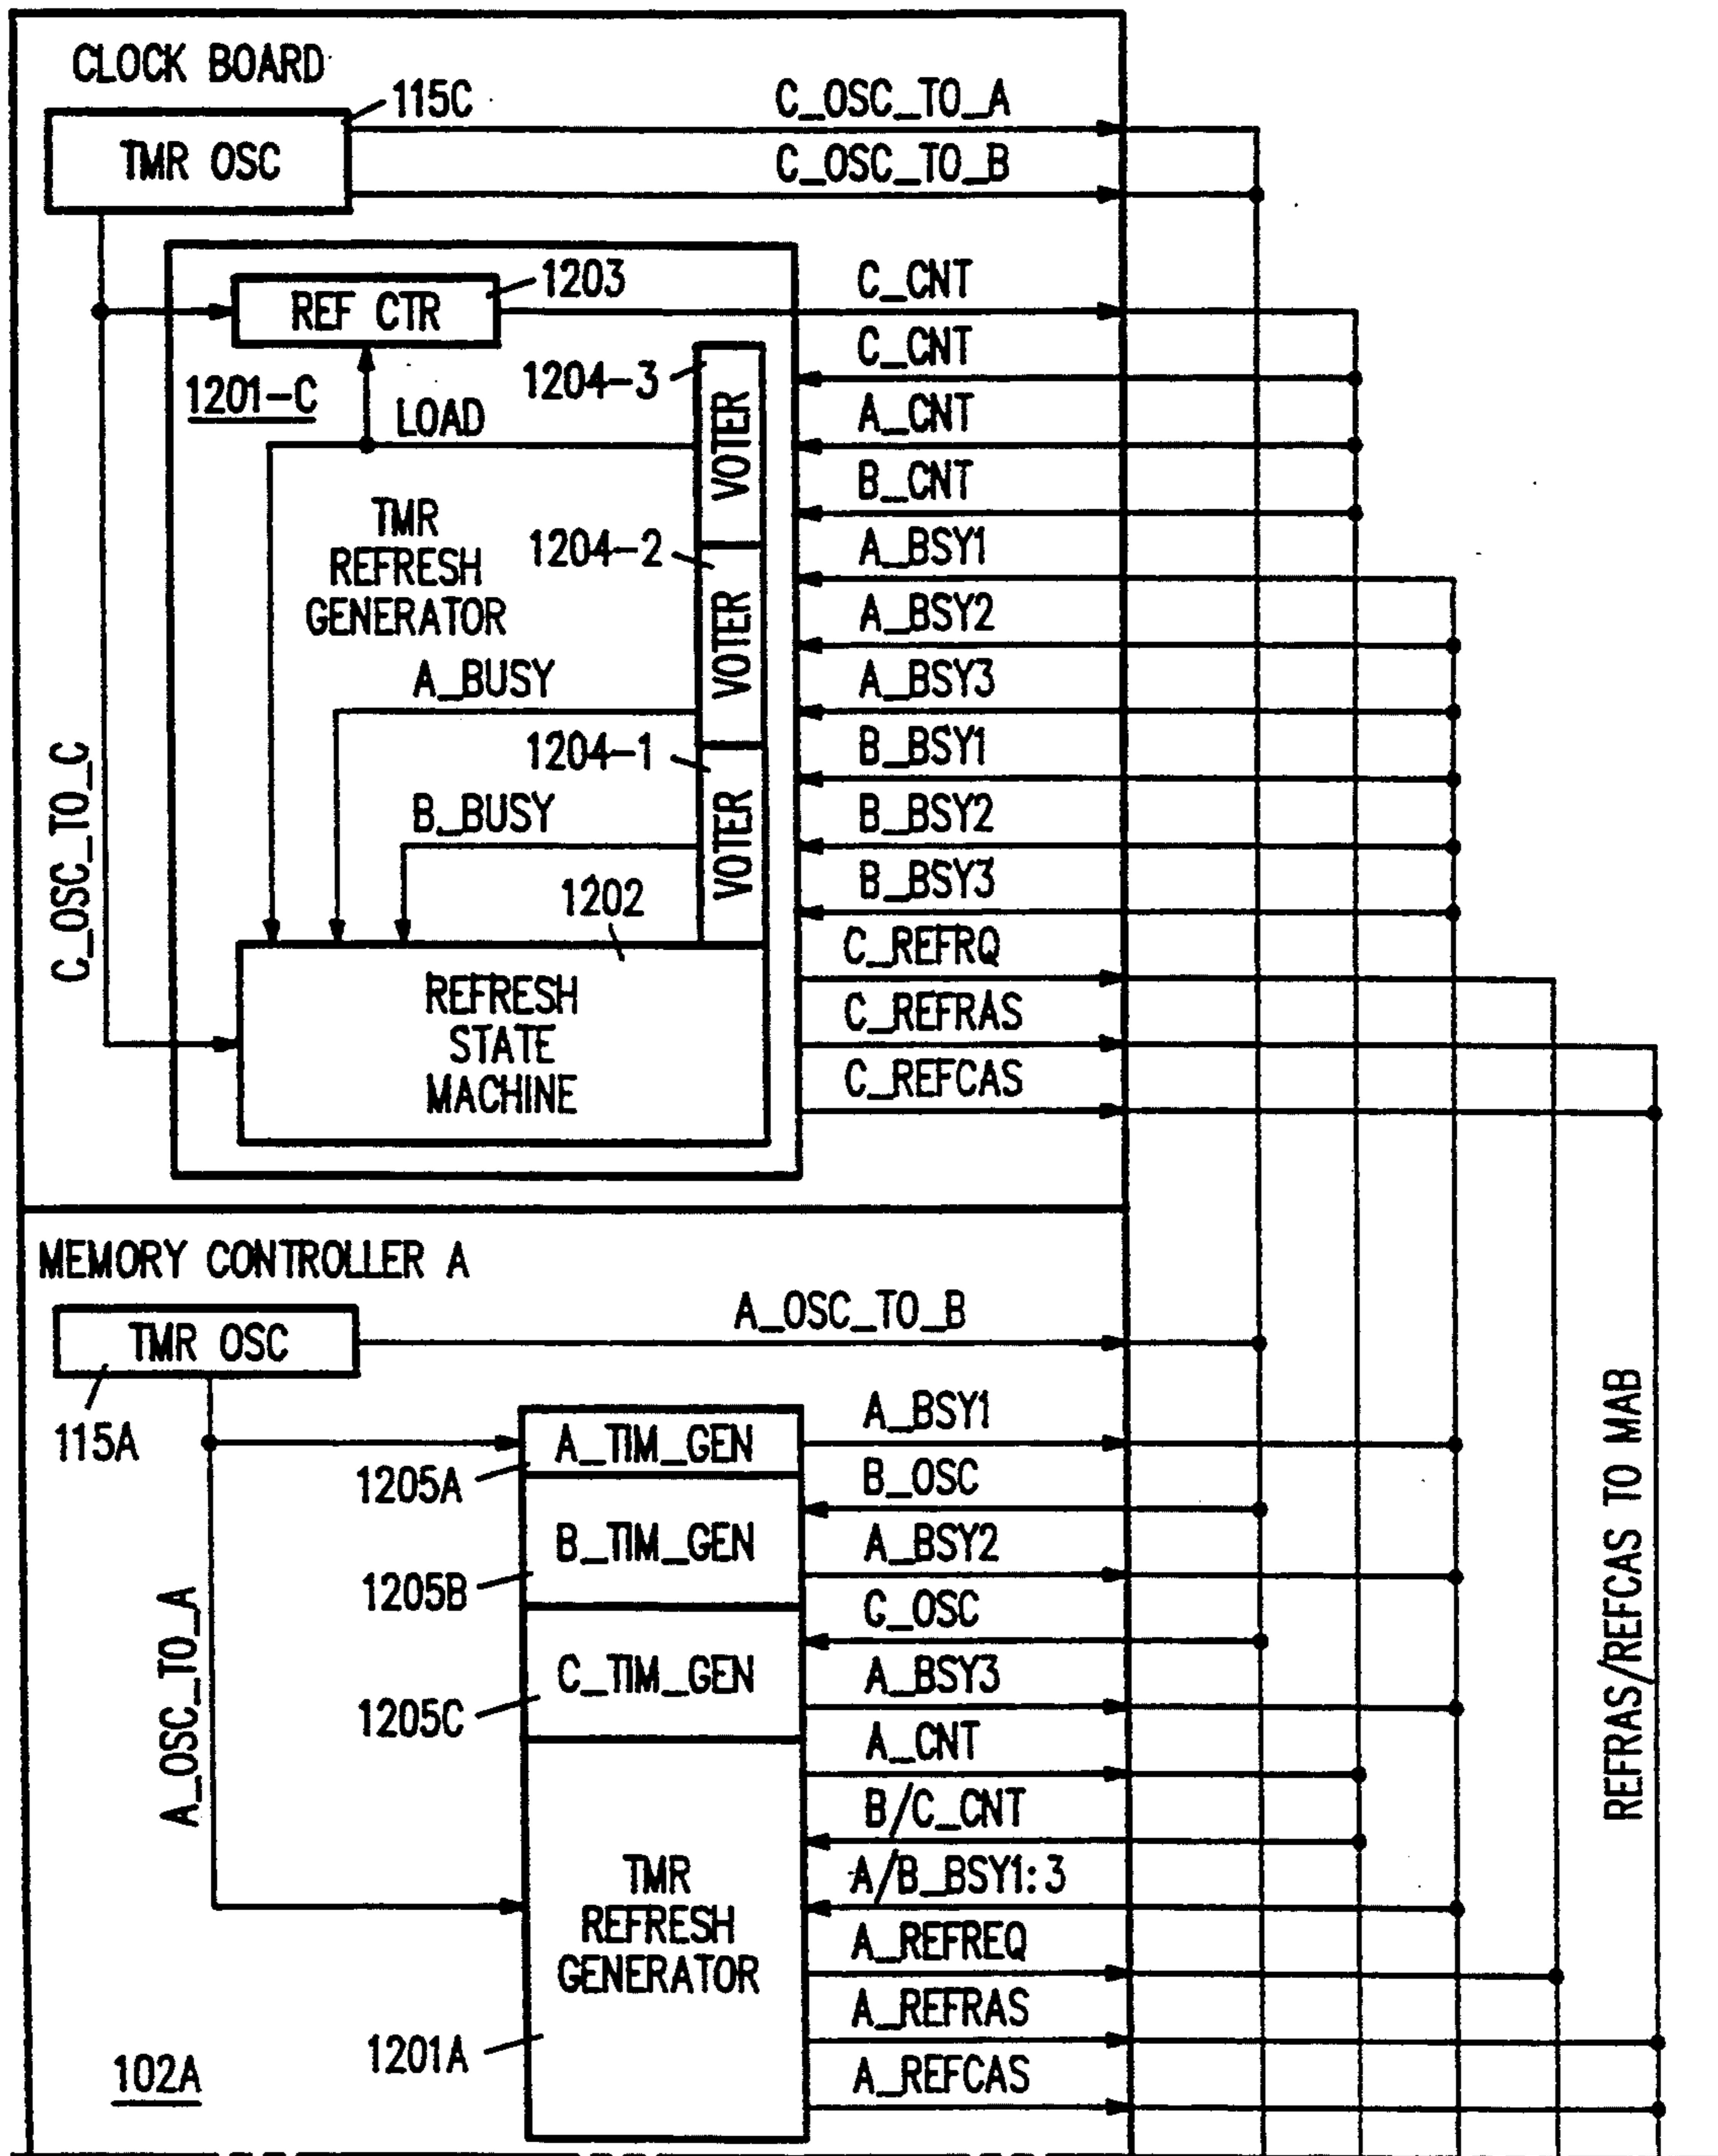 CLOCK BOARD
115C
TMR OSC
C_OSC_TO_A
C_OSC_TO_B
1203
REF CTR
C_CNT
C_CNT
1204-3
1201-C
LOAD
VOTER
A_CNT
B_CNT
TMR
REFRESH
GENERATOR
1204-2
VOTER
A_BSY1
A_BSY2
A_BUSY
A_BSY3
1204-1
B_BSY1
C_OSC_TO_C
B_BUSY
VOTER
B_BSY2
B_BSY3
1202
REFRESH
STATE
MACHINE
C_REFRQ
C_REFRAS
C_REFCAS
MEMORY CONTROLLER A
TMR OSC
A_OSC_TO_B
115A
A_TIM_GEN
A_BSY1
1205A
B_OSC
B_TIM_GEN
A_BSY2
1205B
C_OSC
A_OSC_TO_A
C_TIM_GEN
A_BSY3
1205C
A_CNT
B/C_CNT
A/B_BSY1:3
TMR
REFRESH
GENERATOR
A_REFREQ
A_REFRAS
1201A
A_REFCAS
102A
REFRAS/REFCAS TO MAB